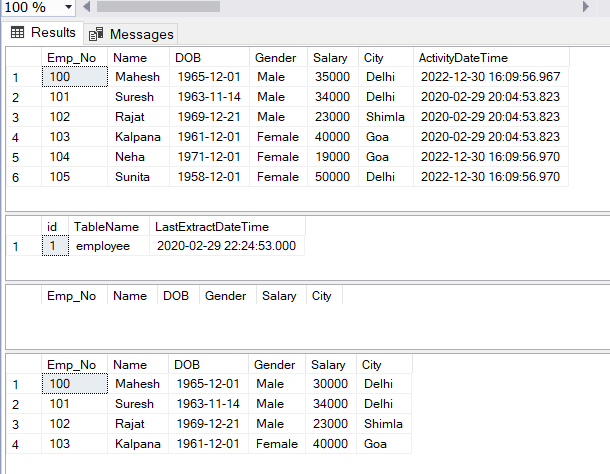 100 %
Results Messages
Emp_No Name DOB Gender Salary City ActivityDateTime
1 100 Mahesh 1965-12-01 Male 35000 Delhi 2022-12-30 16:09:56.967
2 101 Suresh 1963-11-14 Male 34000 Delhi 2020-02-29 20:04:53.823
3 102 Rajat 1969-12-21 Male 23000 Shimla 2020-02-29 20:04:53.823
4 103 Kalpana 1961-12-01 Female 40000 Goa 2020-02-29 20:04:53.823
5 104 Neha 1971-12-01 Female 19000 Goa 2022-12-30 16:09:56.970
6 105 Sunita 1958-12-01 Female 50000 Delhi 2022-12-30 16:09:56.970
id TableName LastExtractDateTime
1 1 employee 2020-02-29 22:24:53.000
Emp_No Name DOB Gender Salary City
Emp_No Name DOB Gender Salary City
1 100 Mahesh 1965-12-01 Male 30000 Delhi
2 101 Suresh 1963-11-14 Male 34000 Delhi
3 102 Rajat 1969-12-21 Male 23000 Shimla
4 103 Kalpana 1961-12-01 Female 40000 Goa